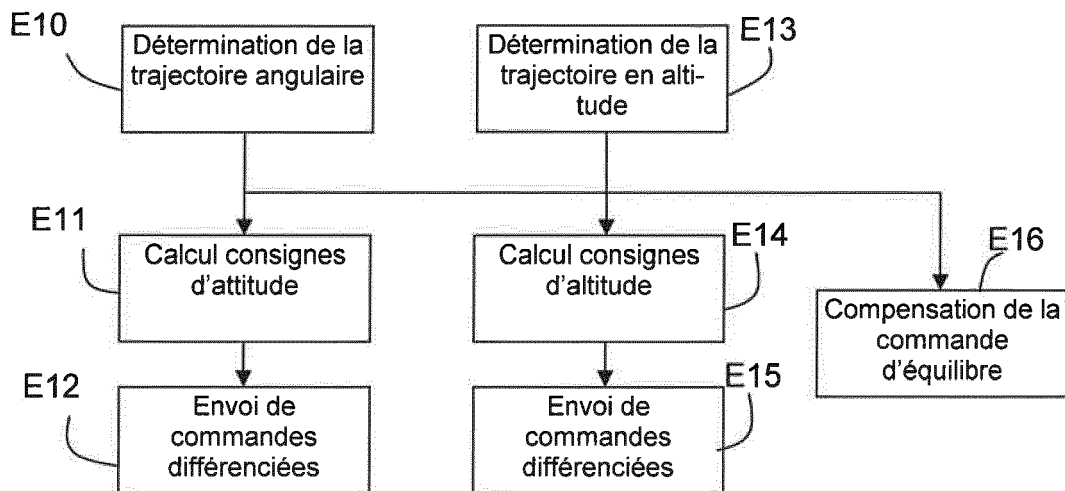 E10
Détermination de la
trajectoire angulaire
Détermination de la
trajectoire en alti-
tude
E13
E11
Calcul consignes
d'attitude
Calcul consignes
d'altitude
E14
E16
Compensation de la
commande
d'équilibre
E12
Envoi de
commandes
différenciées
Envoi de
commandes
différenciées
E15